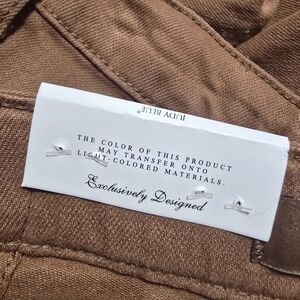 JUDY BLUE
THE COLOR OF THIS PRODUCT
MAY TRANSFER ONTO
LIGHT-COLORED MATERIALS.
Exclusively Designed